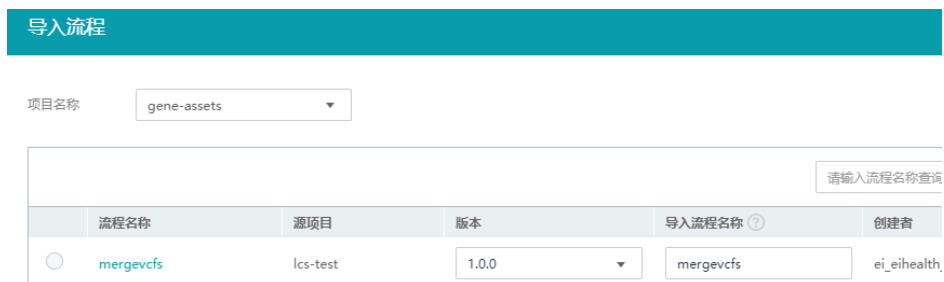 导入流程
项目名称 gene-assets
请输入流程名称查询
流程名称 源项目 版本 导入流程名称 ? 创建者
mergevcfs lcs-test 1.0.0 mergevcfs ei_eihealth_